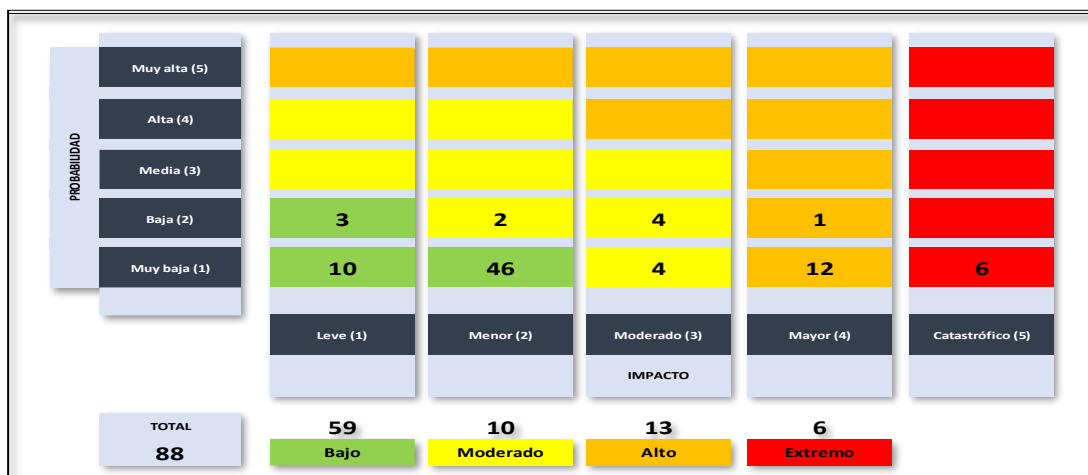 PROBABILIDAD
Muy alta (5)
Alta (4)
Media (3)
Baja (2) 3 2 4 1
Muy baja (1) 10 46 4 12 6
Leve (1) Menor (2) Moderado (3) Mayor (4) Catastrófico (5)
IMPACTO
TOTAL 59 10 13 6
88 Bajo Moderado Alto Extremo